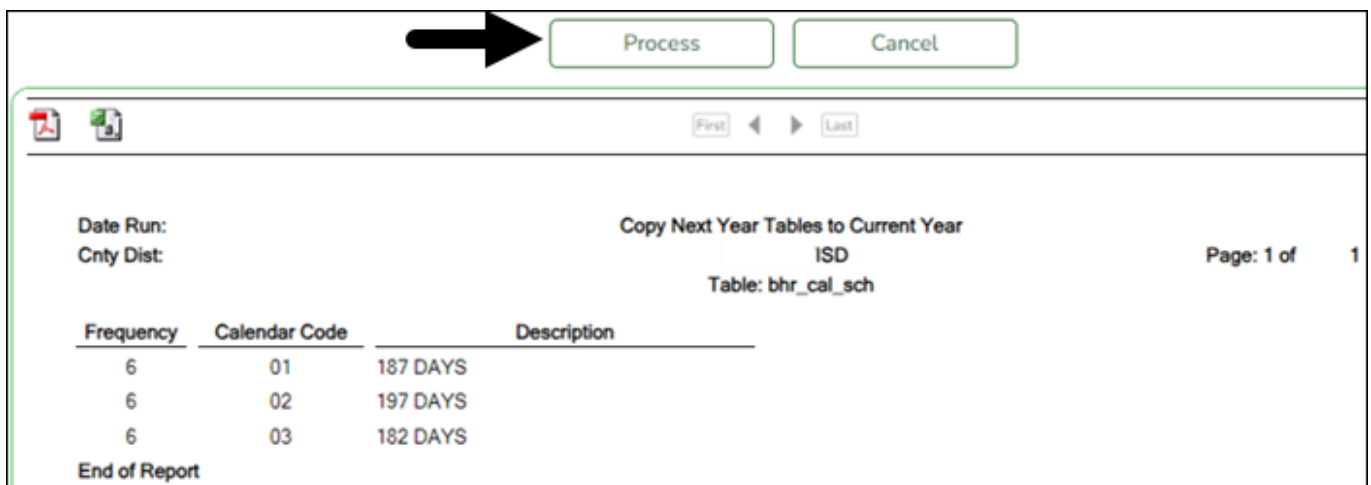 Process Cancel
First Last
Date Run: Copy Next Year Tables to Current Year
Cnty Dist: ISD Page: 1 of 1
Table: bhr_cal_sch
Frequency Calendar Code Description
6 01 187 DAYS
6 02 197 DAYS
6 03 182 DAYS
End of Report